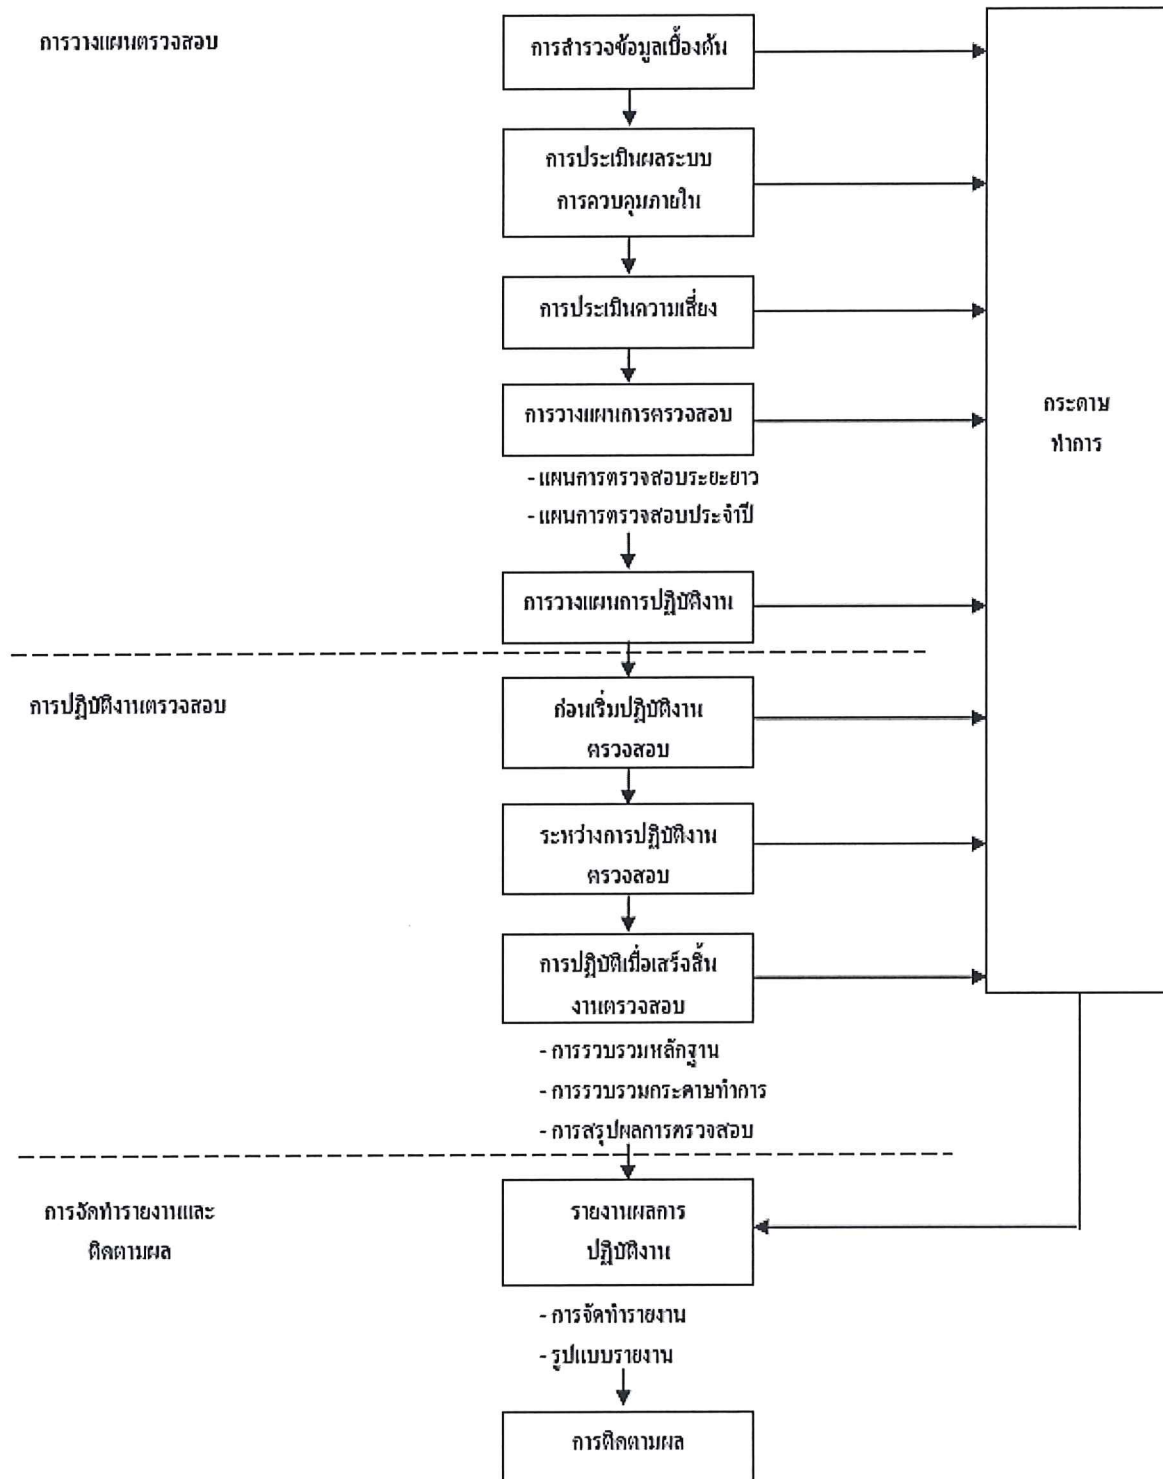 การวางแผนตรวจสอบ
การสำรวจข้อมูลเบื้องต้น
การประเมินผลระบบ
การควบคุมภายใน
การประเมินความเสี่ยง
การวางแผนการตรวจสอบ
- แผนการตรวจสอบระยะยาว
- แผนการตรวจสอบประจำปี
การวางแผนการปฏิบัติงาน
กระดาษ
ทำการ
การปฏิบัติงานตรวจสอบ
ก่อนเริ่มปฏิบัติงาน
ตรวจสอบ
ระหว่างการปฏิบัติงาน
ตรวจสอบ
การปฏิบัติเมื่อเสร็จสิ้น
งานตรวจสอบ
- การรวบรวมหลักฐาน
- การรวบรวมกระดาษทำการ
- การสรุปผลการตรวจสอบ
การจัดทำรายงานและ
ติดตามผล
รายงานผลการ
ปฏิบัติงาน
- การจัดทำรายงาน
- รูปแบบรายงาน
การติดตามผล